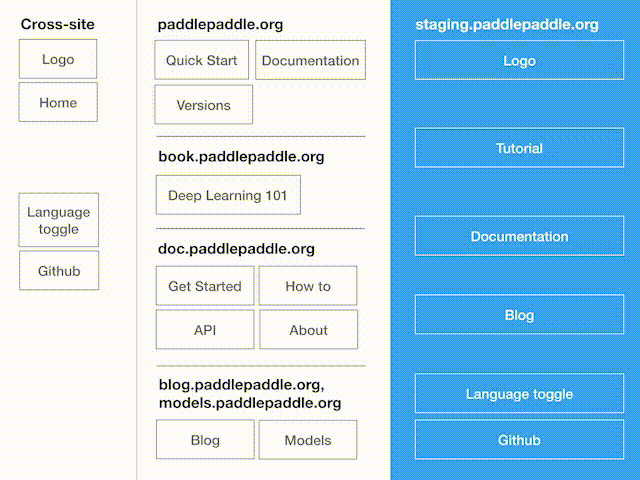 Cross-site
Logo
Home
Language
toggle
Github
paddlepaddle.org
Quick Start
Documentation
Versions
book.paddlepaddle.org
Deep Learning 101
doc.paddlepaddle.org
Get Started
How to
API
About
blog.paddlepaddle.org,
models.paddlepaddle.org
Blog
Models
staging.paddlepaddle.org
Logo
Tutorial
Documentation
Blog
Language toggle
Github